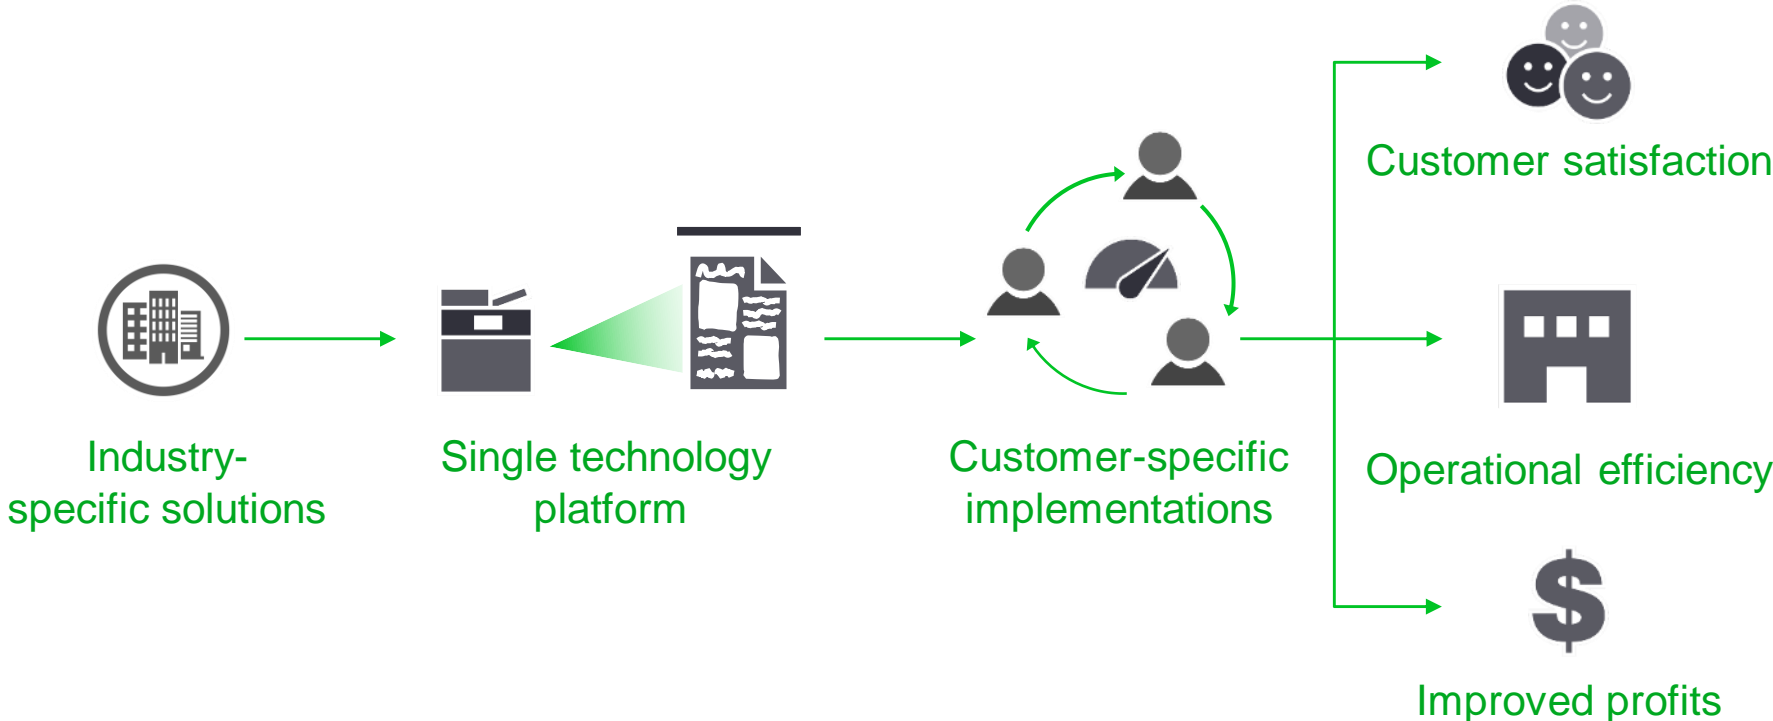 Industry-
specific solutions
Single technology
platform
Customer-specific
implementations
Customer satisfaction
Operational efficiency
$
Improved profits